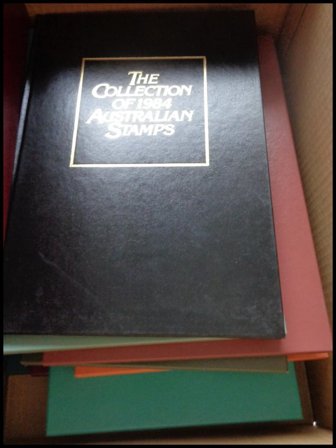 THE
COLLECTION
OF 1984
AUSTRALIAN
STAMPS